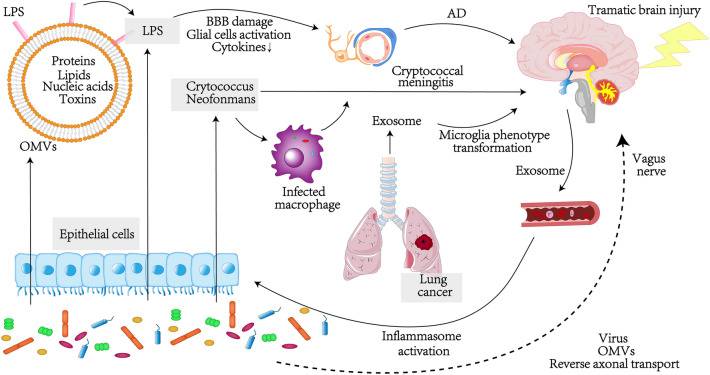 LPS
LPS
Proteins
Lipids
Nucleic acids
Toxins
OMVs
BBB damage
Glial cells activation
Cytokines↓
AD
Tramatic brain injury
Crytococcus
Neofonmans
Cryptococcal
meningitis
Infected
macrophage
Exosome
Microglia phenotype
transformation
Exosome
Vagus
nerve
Epithelial cells
Lung
cancer
Inflammasome
activation
Virus
OMVs
Reverse axonal transport